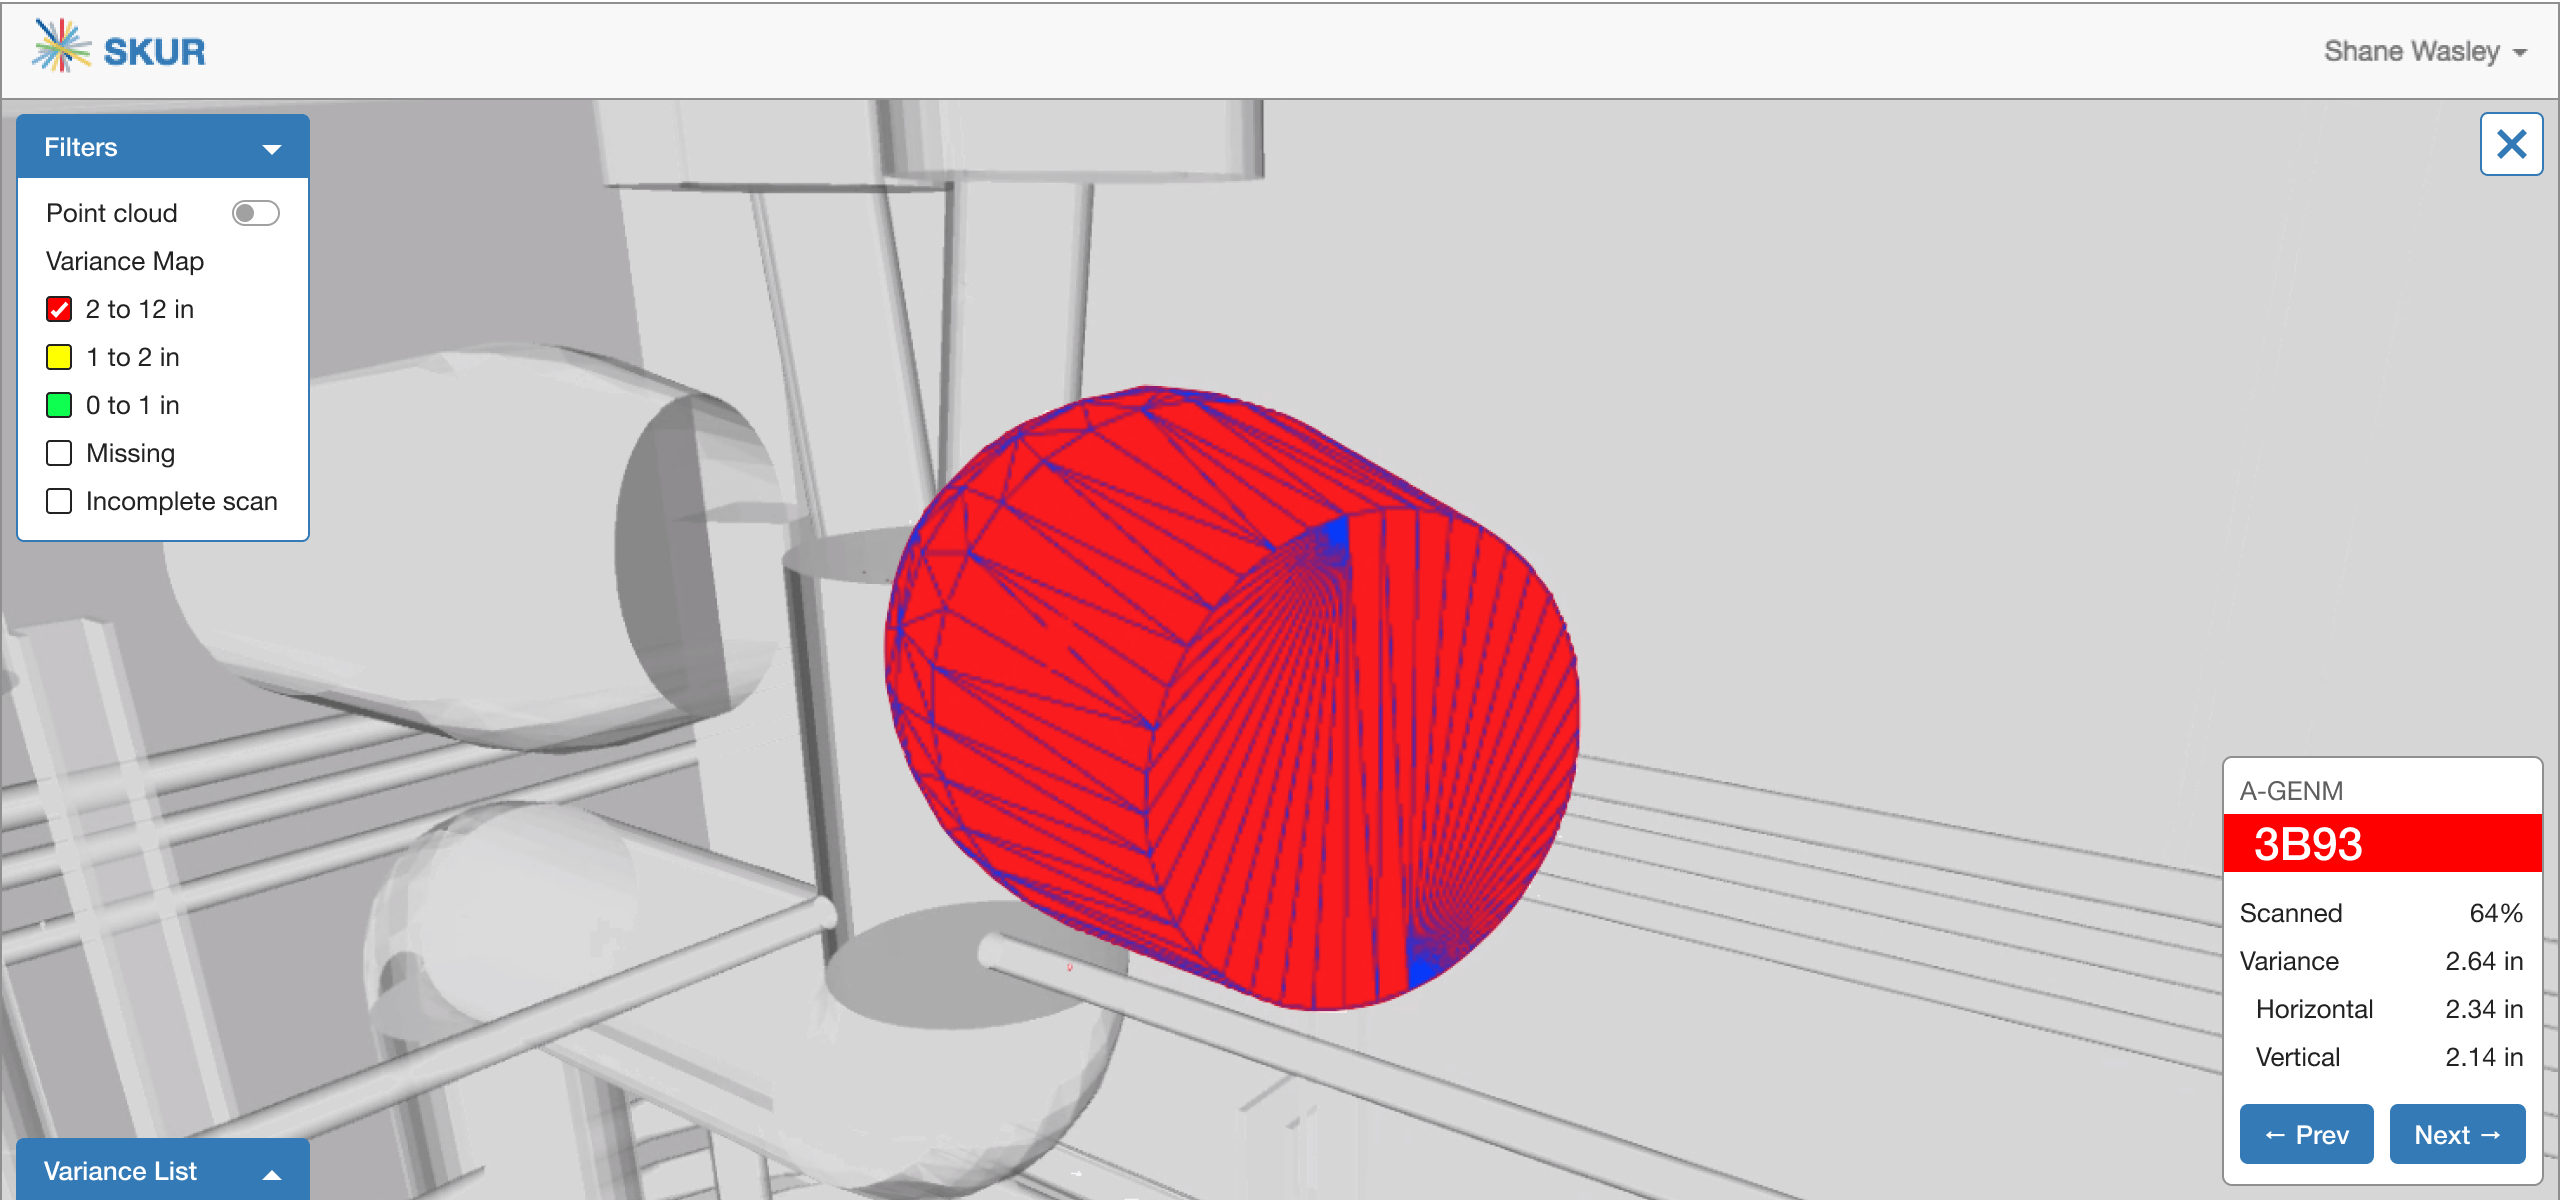 SKUR
Shane Wasley
Filters
Point cloud
Variance Map
2 to 12 in
1 to 2 in
0 to 1 in
Missing
Incomplete scan
A-GENM
3B93
Scanned 64%
Variance 2.64 in
Horizontal 2.34 in
Vertical 2.14 in
← Prev Next →
Variance List